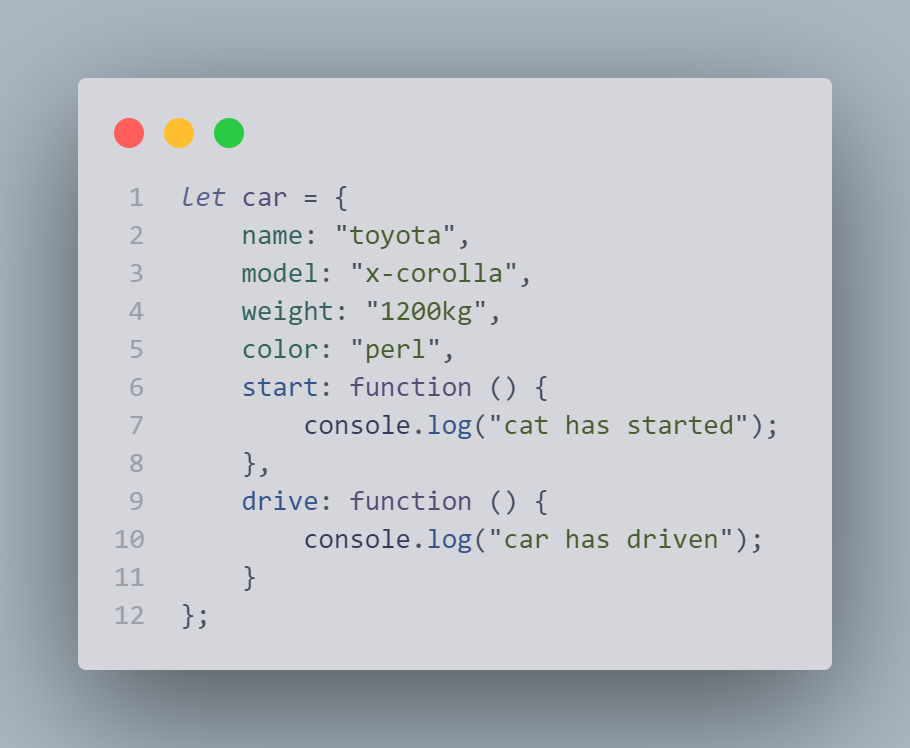 1 let car = {
2     name: "toyota",
3     model: "x-corolla",
4     weight: "1200kg",
5     color: "perl",
6     start: function () {
7         console.log("cat has started");
8     },
9     drive: function () {
10         console.log("car has driven");
11     }
12 };